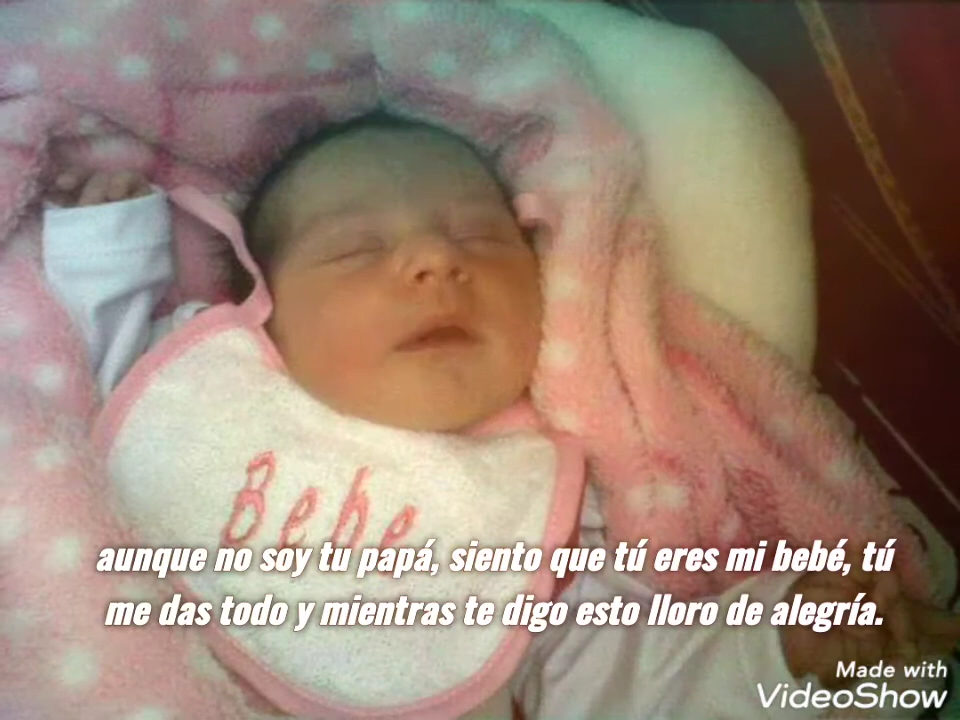 Bebe
aunque no soy tu papá, siento que tú eres mi bebé, tú
me das todo y mientras te digo esto lloro de alegría.
Made with
VideoShow